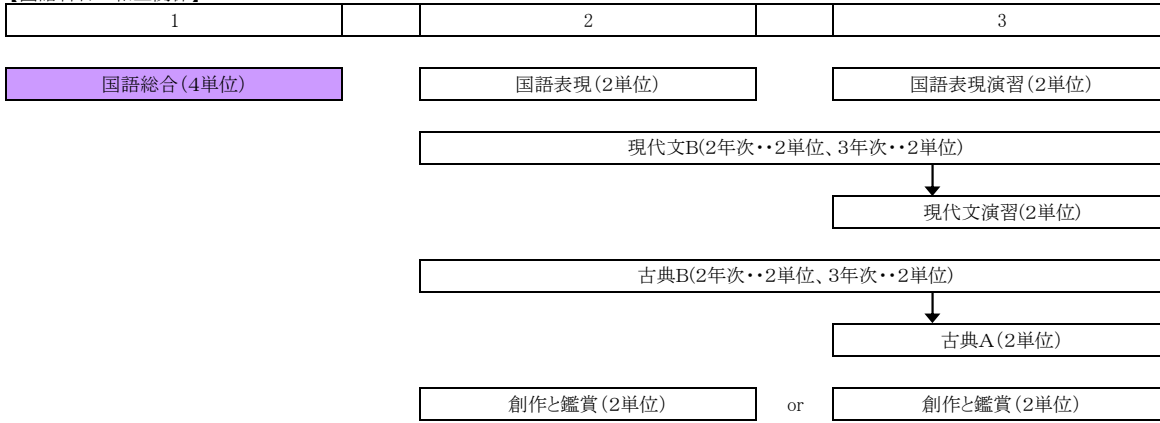 1 2 3
国語総合(4単位) 国語表現(2単位) 国語表現演習(2単位)
現代文B(2年次・・2単位、3年次・・2単位)
現代文演習(2単位)
古典B(2年次・・2単位、3年次・・2単位)
古典A(2単位)
創作と鑑賞(2単位) or 創作と鑑賞(2単位)